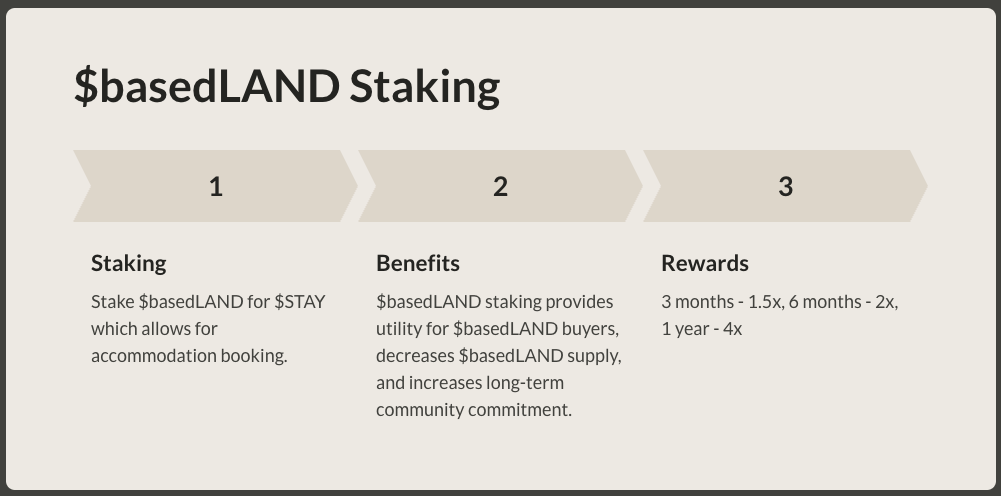 $basedLAND Staking
1
2
3
Staking
Stake $basedLAND for $STAY
which allows for
accommodation booking.
Benefits
$basedLAND staking provides
utility for $basedLAND buyers,
decreases $basedLAND supply,
and increases long-term
community commitment.
Rewards
3 months - 1.5x, 6 months - 2x,
1 year - 4x